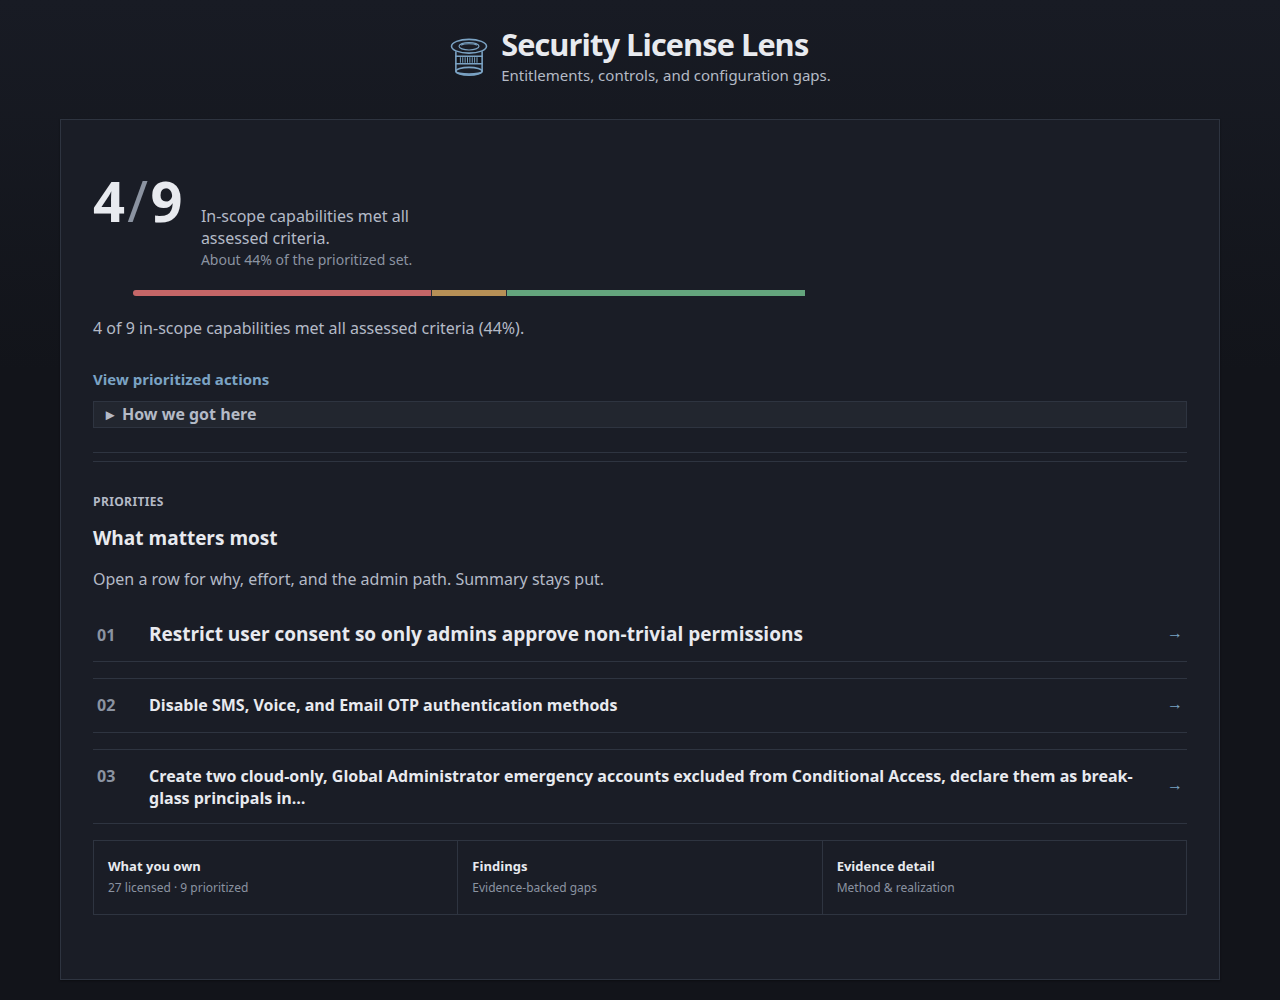 Security License Lens
Entitlements, controls, and configuration gaps.
4/9
In-scope capabilities met all
assessed criteria.
About 44% of the prioritized set.
4 of 9 in-scope capabilities met all assessed criteria (44%).
View prioritized actions
▶ How we got here
PRIORITIES
What matters most
Open a row for why, effort, and the admin path. Summary stays put.
01 Restrict user consent so only admins approve non-trivial permissions →
02 Disable SMS, Voice, and Email OTP authentication methods →
03 Create two cloud-only, Global Administrator emergency accounts excluded from Conditional Access, declare them as break-
glass principals in... →
What you own
27 licensed · 9 prioritized
Findings
Evidence-backed gaps
Evidence detail
Method & realization